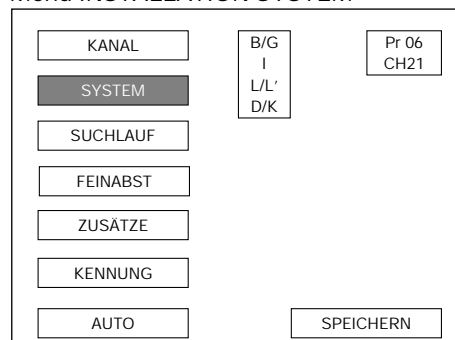 Menü INSTALLATION SYSTEM
KANAL
B/G
I
L/L'
D/K
Pr 06
CH21
SYSTEM
SUCHLAUF
FEINABST
ZUSÄTZE
KENNUNG
AUTO
SPEICHERN